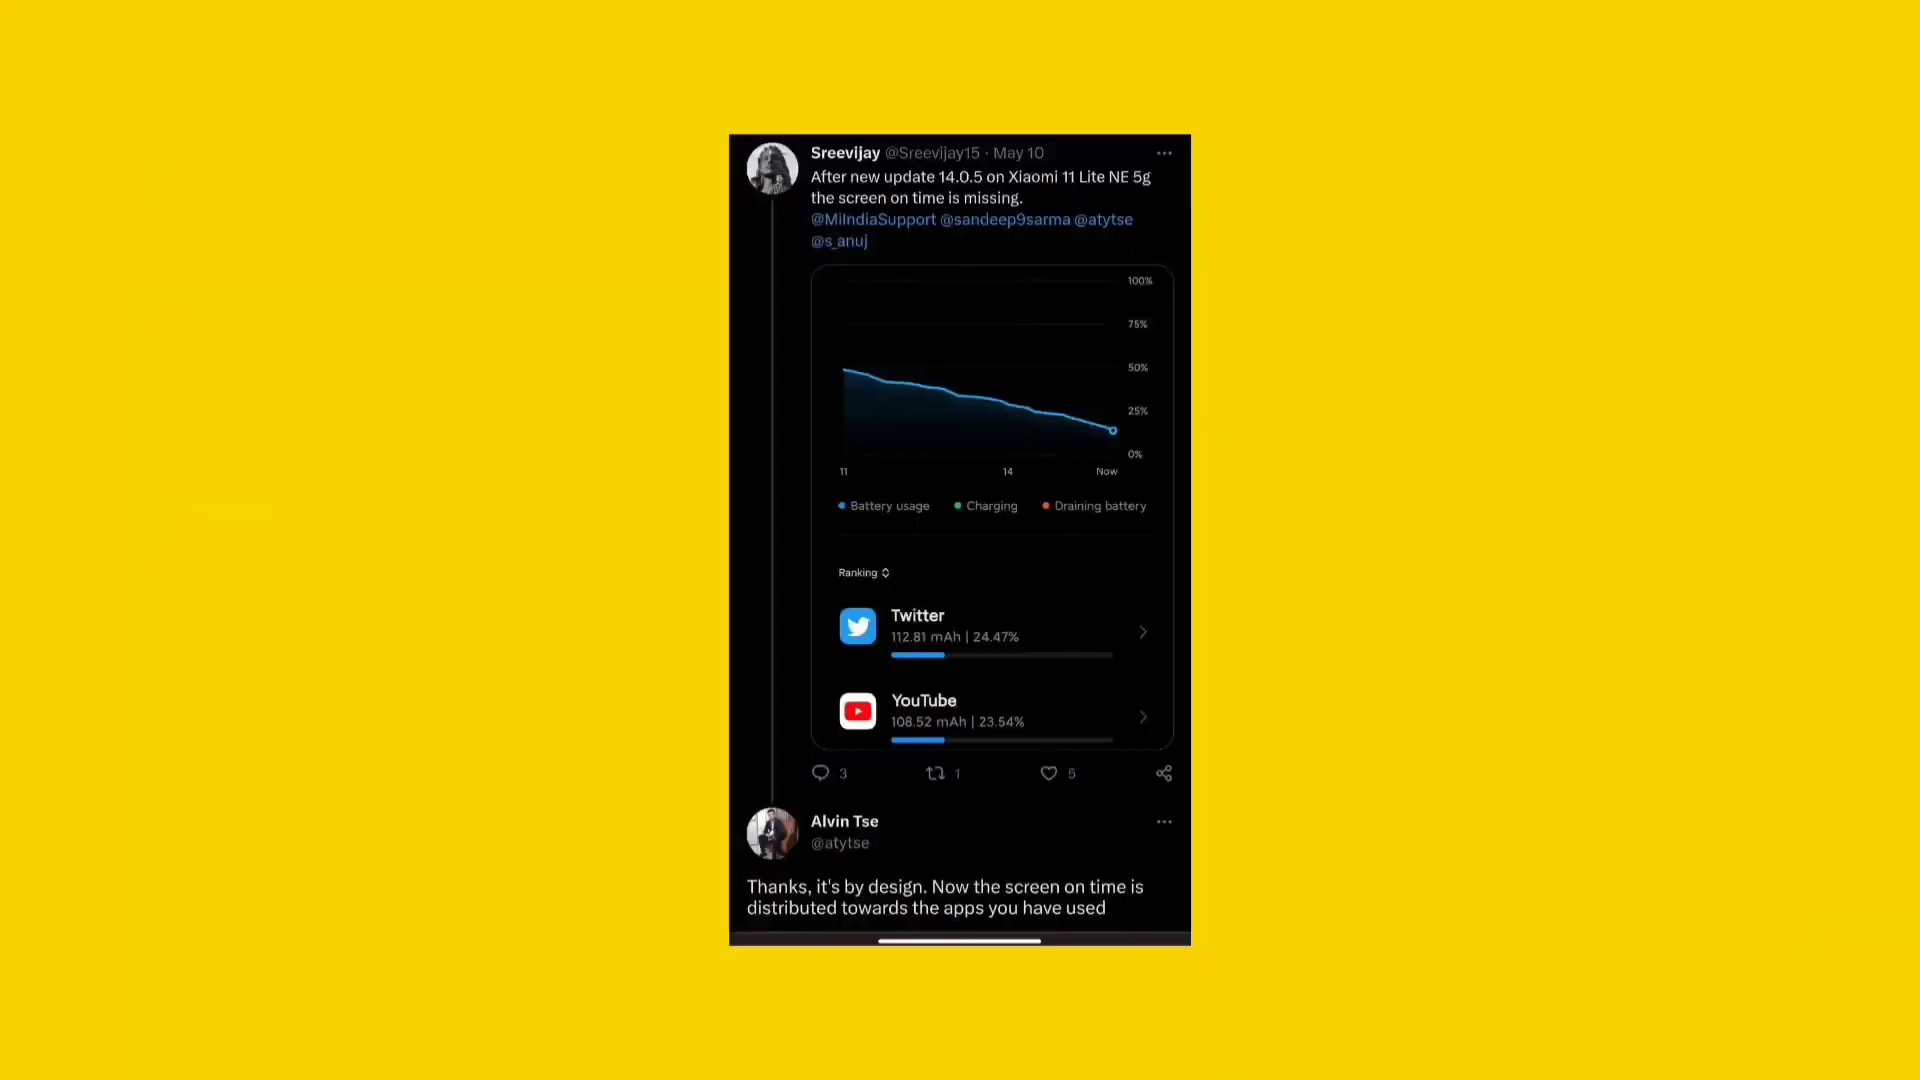 Sreevijay @Sreevijay15 · May 10
After new update 14.0.5 on Xiaomi 11 Lite NE 5g
the screen on time is missing.
@MiIndiaSupport @sandeep9sarma @atytse
@s_anuj
100%
75%
50%
25%
0%
11 14 Now
Battery usage Charging Draining battery
Ranking
Twitter
112.81 mAh | 24.47%
YouTube
108.52 mAh | 23.54%
3 1 5
Alvin Tse
@atytse
Thanks, it's by design. Now the screen on time is
distributed towards the apps you have used